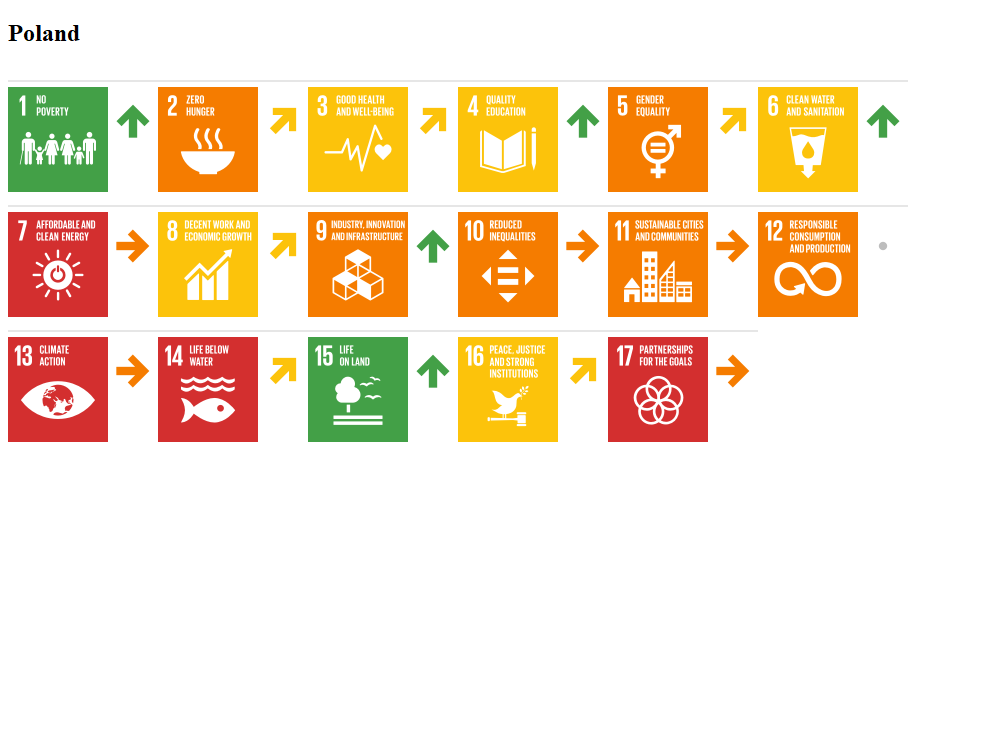 Poland
1 NO
POVERTY
2 ZERO
HUNGER
3 GOOD HEALTH
AND WELL-BEING
4 QUALITY
EDUCATION
5 GENDER
EQUALITY
6 CLEAN WATER
AND SANITATION
7 AFFORDABLE AND
CLEAN ENERGY
8 DECENT WORK AND
ECONOMIC GROWTH
9 INDUSTRY, INNOVATION
AND INFRASTRUCTURE
10 REDUCED
INEQUALITIES
11 SUSTAINABLE CITIES
AND COMMUNITIES
12 RESPONSIBLE
CONSUMPTION
AND PRODUCTION
13 CLIMATE
ACTION
14 LIFE BELOW
WATER
15 LIFE
ON LAND
16 PEACE, JUSTICE
AND STRONG
INSTITUTIONS
17 PARTNERSHIPS
FOR THE GOALS